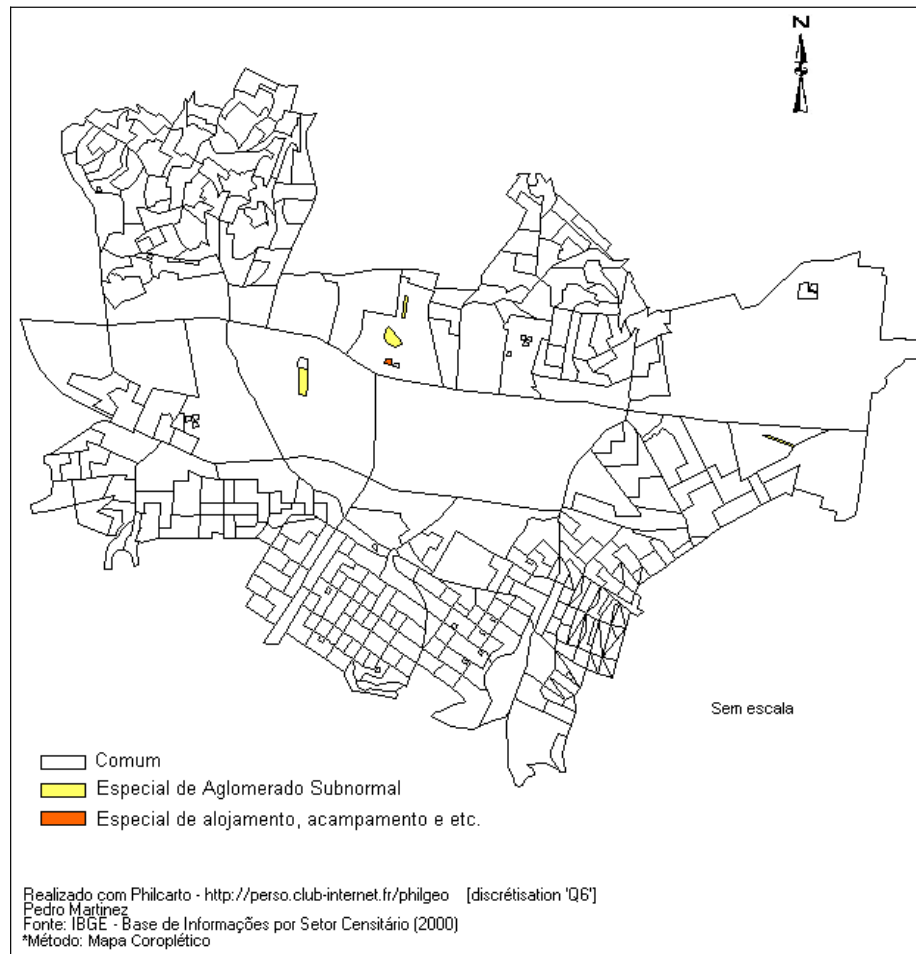 N
Sem escala
Comum
Especial de Aglomerado Subnormal
Especial de alojamento, acampamento e etc.
Realizado com Philcarto - http://perso.club-internet.fr/philgeo [discrétisation 'Q6']
Pedro Martinez
Fonte: IBGE - Base de Informações por Setor Censitário (2000)
*Método: Mapa Coroplético